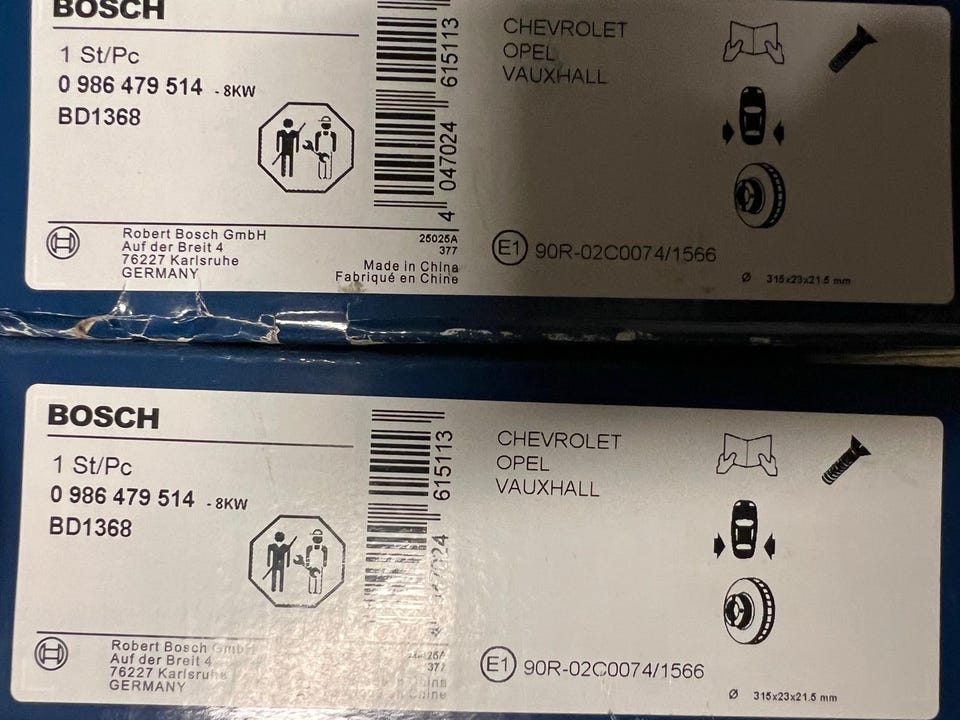 BOSCH
1 St/Pc
0 986 479 514 - 8KW
BD1368
Robert Bosch GmbH
Auf der Breit 4
76227 Karlsruhe
GERMANY
25025A
377
Made in China
Fabriqué en Chine
4 047024 615113
CHEVROLET
OPEL
VAUXHALL
E1 90R-02C0074/1566
Ø 315x23x21.5 mm
BOSCH
1 St/Pc
0 986 479 514 - 8KW
BD1368
Robert Bosch GmbH
Auf der Breit 4
76227 Karlsruhe
GERMANY
377
615113
CHEVROLET
OPEL
VAUXHALL
E1 90R-02C0074/1566
Ø 315x23x21.5 mm